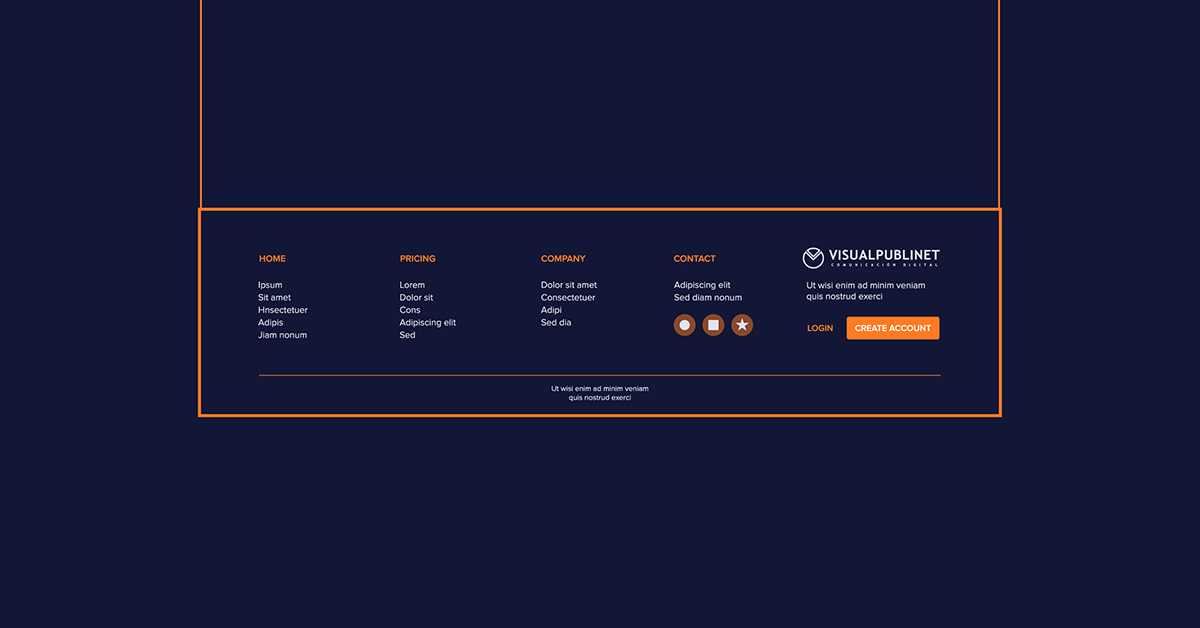 HOME
Ipsum
Sit amet
Hnsectetuer
Adipis
Jiam nonum
PRICING
Lorem
Dolor sit
Cons
Adipiscing elit
Sed
COMPANY
Dolor sit amet
Consectetuer
Adipi
Sed dia
CONTACT
Adipiscing elit
Sed diam nonum
VISUALPUBLINET
COMUNICACIÓN DIGITAL
Ut wisi enim ad minim veniam
quis nostrud exerci
LOGIN
CREATE ACCOUNT
Ut wisi enim ad minim veniam
quis nostrud exerci